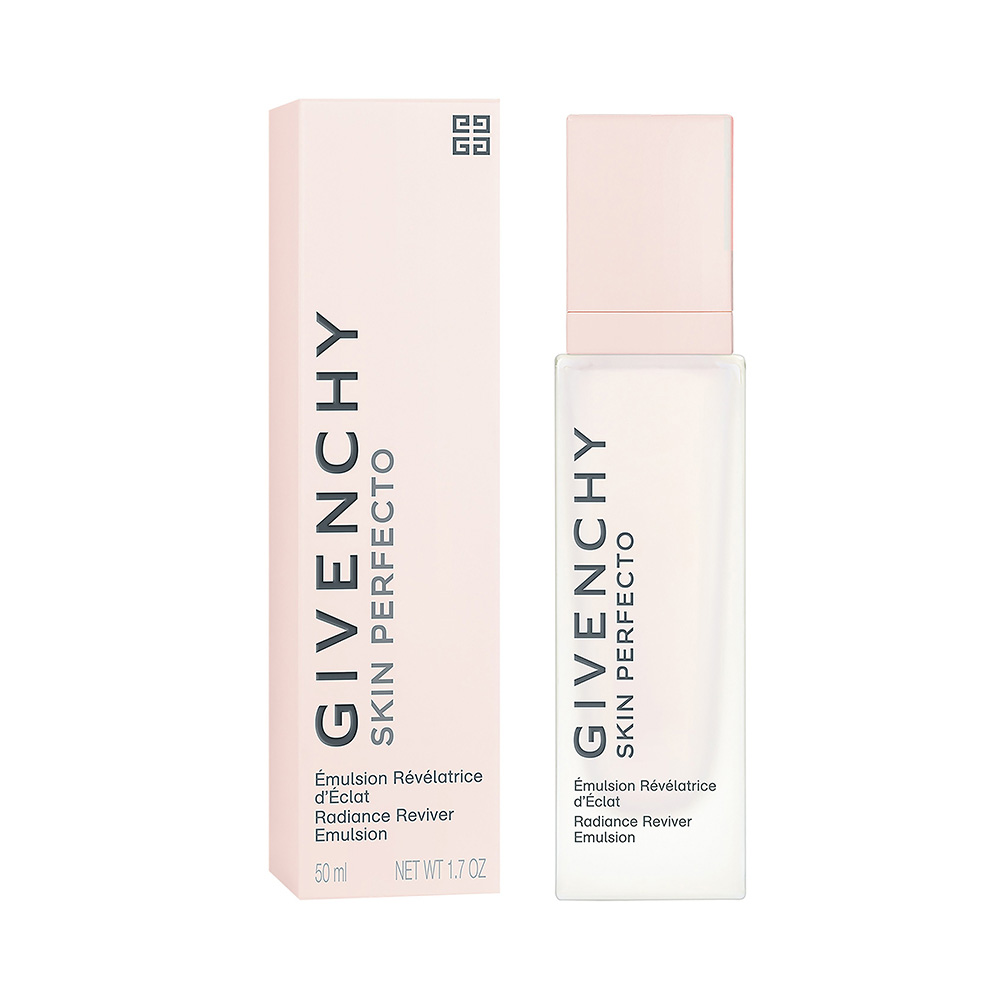 GIVENCHY
SKIN PERFECTO
Émulsion Révélatrice
d'Éclat
Radiance Reviver
Emulsion
50 ml NET WT 1.7 OZ
GIVENCHY
SKIN PERFECTO
Émulsion Révélatrice
d'Éclat
Radiance Reviver
Emulsion